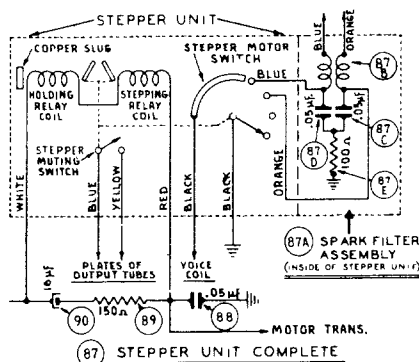 STEPPER UNIT
COPPER SLUG
STEPPER MOTOR
SWITCH
BLUE
ORANGE
87
B
BLUE
HOLDING
RELAY
COIL
STEPPING
RELAY
COIL
.05µF
.05µF
87
C
87
D
100Ω
87
E
STEPPER
MUTING
SWITCH
WHITE
BLUE
YELLOW
RED
BLACK
BLACK
ORANGE
PLATES OF
OUTPUT TUBES
VOICE
COIL
87A SPARK FILTER
ASSEMBLY
(INSIDE OF STEPPER UNIT)
16µF
150Ω
.05µF
90
89
88
MOTOR TRANS.
87 STEPPER UNIT COMPLETE